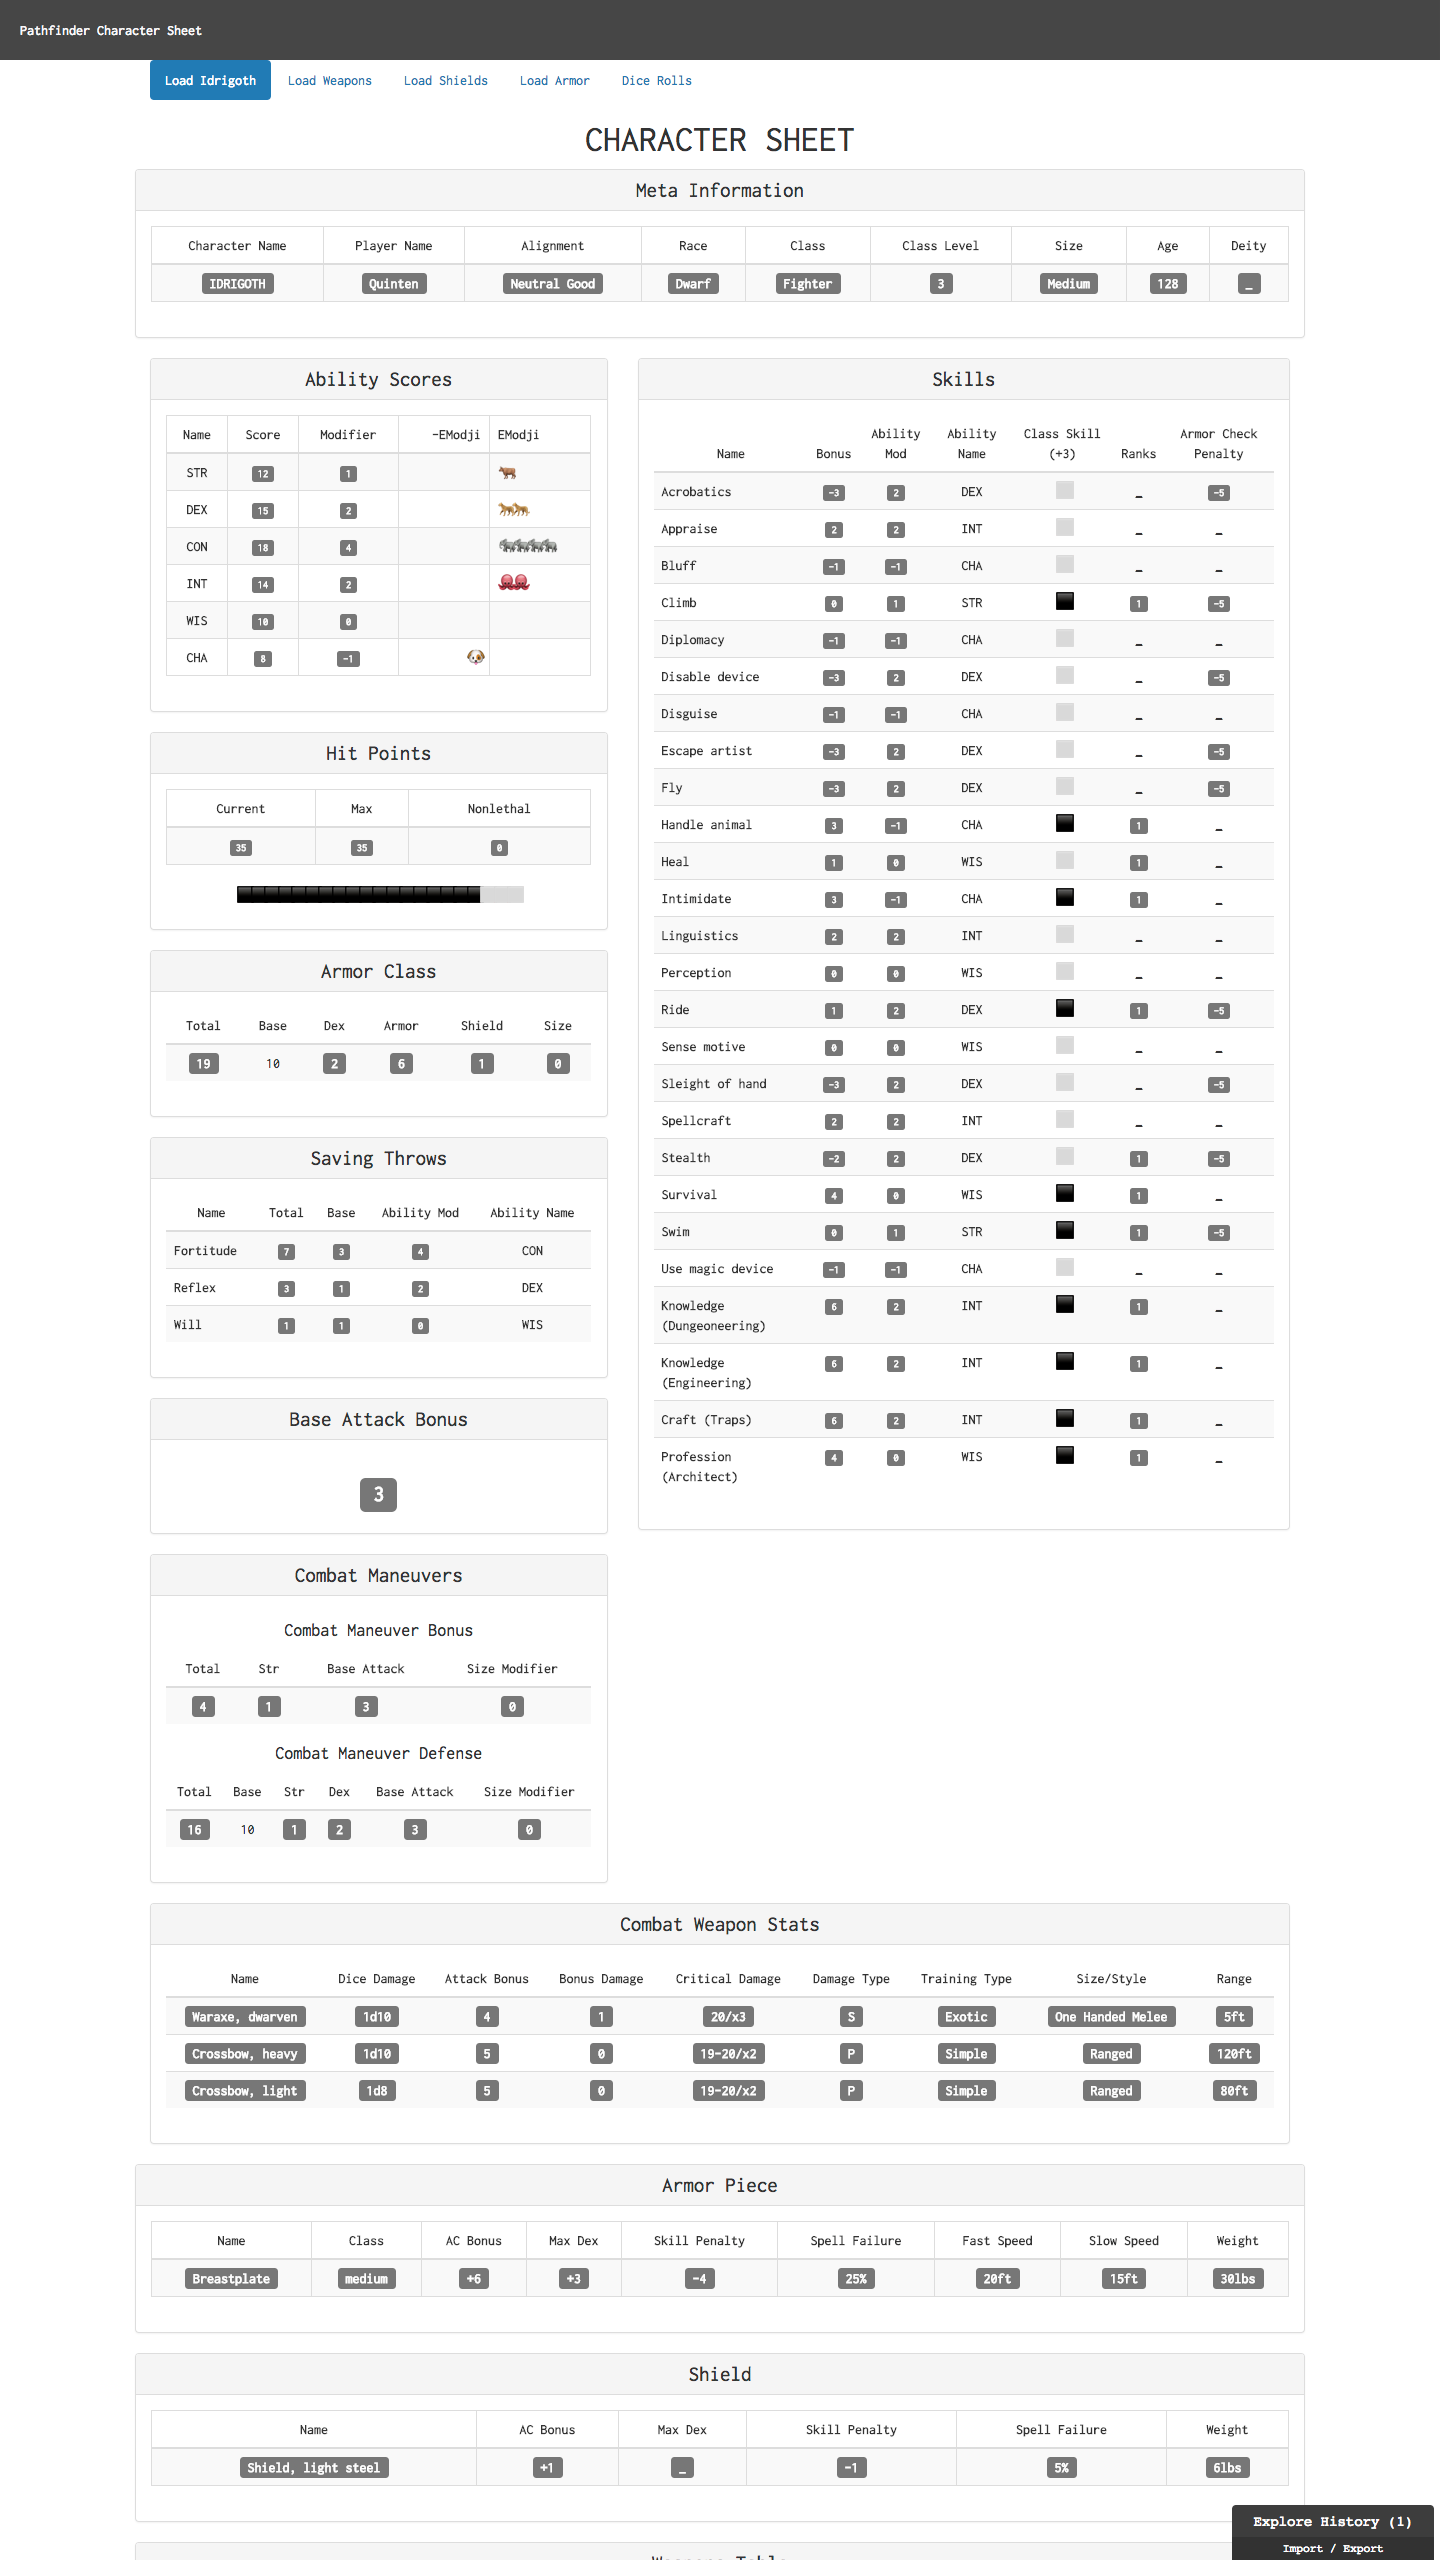 Pathfinder Character Sheet
Load Idrigoth Load Weapons Load Shields Load Armor Dice Rolls
CHARACTER SHEET
Meta Information
Character Name Player Name Alignment Race Class Class Level Size Age Deity
IDRIGOTH Quinten Neutral Good Dwarf Fighter 3 Medium 128 _
Ability Scores
Name Score Modifier -EModji EModji
STR 12 1
DEX 15 2
CON 18 4
INT 14 2
WIS 10 0
CHA 8 -1
Hit Points
Current Max Nonlethal
35 35 0
Armor Class
Total Base Dex Armor Shield Size
19 10 2 6 1 0
Saving Throws
Name Total Base Ability Mod Ability Name
Fortitude 7 3 4 CON
Reflex 3 1 2 DEX
Will 1 1 0 WIS
Base Attack Bonus
3
Combat Maneuvers
Combat Maneuver Bonus
Total Str Base Attack Size Modifier
4 1 3 0
Combat Maneuver Defense
Total Base Str Dex Base Attack Size Modifier
16 10 1 2 3 0
Skills
Name Bonus Ability Mod Ability Name Class Skill (+3) Ranks Armor Check Penalty
Acrobatics -3 2 DEX _ -5
Appraise 2 2 INT _ _
Bluff -1 -1 CHA _ _
Climb 0 1 STR 1 -5
Diplomacy -1 -1 CHA _ _
Disable device -3 2 DEX _ -5
Disguise -1 -1 CHA _ _
Escape artist -3 2 DEX _ -5
Fly -3 2 DEX _ -5
Handle animal 3 -1 CHA 1 _
Heal 1 0 WIS 1 _
Intimidate 3 -1 CHA 1 _
Linguistics 2 2 INT _ _
Perception 0 0 WIS _ _
Ride 1 2 DEX 1 -5
Sense motive 0 0 WIS _ _
Sleight of hand -3 2 DEX _ -5
Spellcraft 2 2 INT _ _
Stealth -2 2 DEX 1 -5
Survival 4 0 WIS 1 _
Swim 0 1 STR 1 -5
Use magic device -1 -1 CHA _ _
Knowledge (Dungeoneering) 6 2 INT 1 _
Knowledge (Engineering) 6 2 INT 1 _
Craft (Traps) 6 2 INT 1 _
Profession (Architect) 4 0 WIS 1 _
Combat Weapon Stats
Name Dice Damage Attack Bonus Bonus Damage Critical Damage Damage Type Training Type Size/Style Range
Waraxe, dwarven 1d10 4 1 20/x3 S Exotic One Handed Melee 5ft
Crossbow, heavy 1d10 5 0 19-20/x2 P Simple Ranged 120ft
Crossbow, light 1d8 5 0 19-20/x2 P Simple Ranged 80ft
Armor Piece
Name Class AC Bonus Max Dex Skill Penalty Spell Failure Fast Speed Slow Speed Weight
Breastplate medium +6 +3 -4 25% 20ft 15ft 30lbs
Shield
Name AC Bonus Max Dex Skill Penalty Spell Failure Weight
Shield, light steel +1 _ -1 5% 6lbs
Explore History (1)
Import / Export